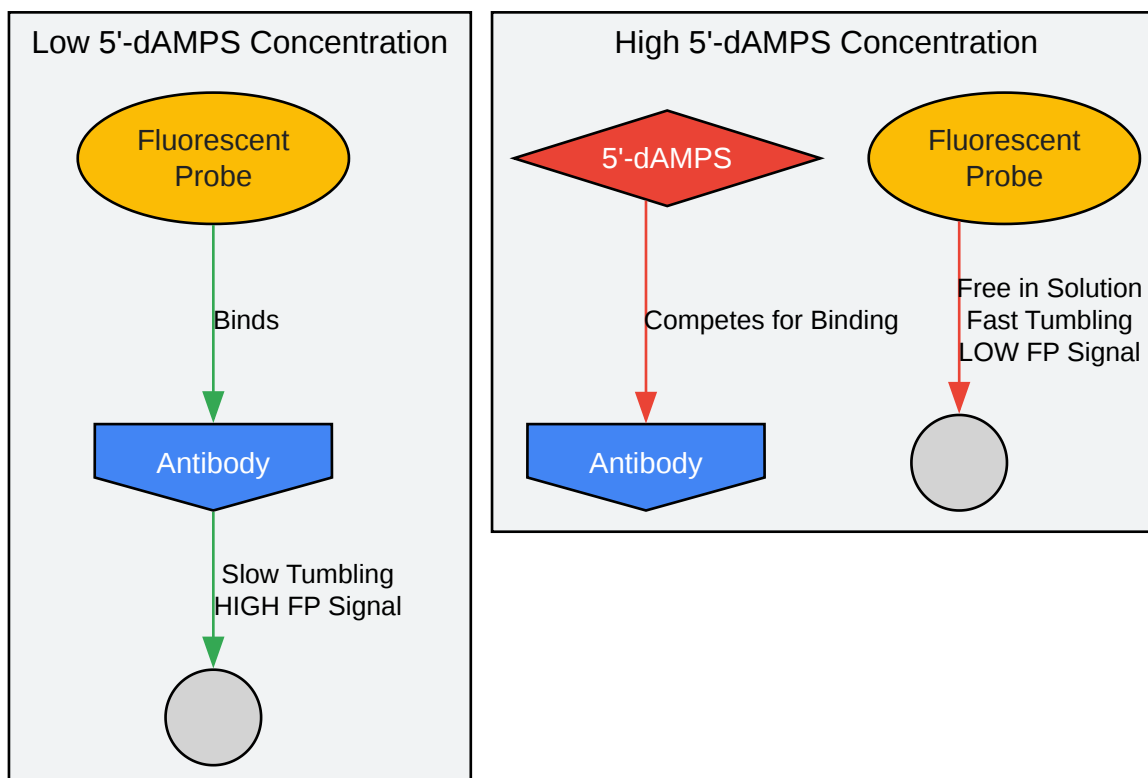 Low 5'-dAMPS Concentration
Fluorescent
Probe
Binds
Antibody
Slow Tumbling
HIGH FP Signal
High 5'-dAMPS Concentration
5'-dAMPS
Competes for Binding
Antibody
Fluorescent
Probe
Free in Solution
Fast Tumbling
LOW FP Signal